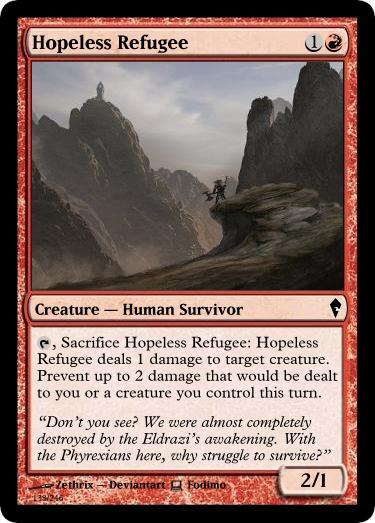 Hopeless Refugee 1
Creature — Human Survivor
, Sacrifice Hopeless Refugee: Hopeless
Refugee deals 1 damage to target creature.
Prevent up to 2 damage that would be dealt
to you or a creature you control this turn.
“Don’t you see? We were almost completely
destroyed by the Eldrazi’s awakening. With
the Phyrexians here, why struggle to survive?”
Zethrix — Deviantart Fodimo
2/1